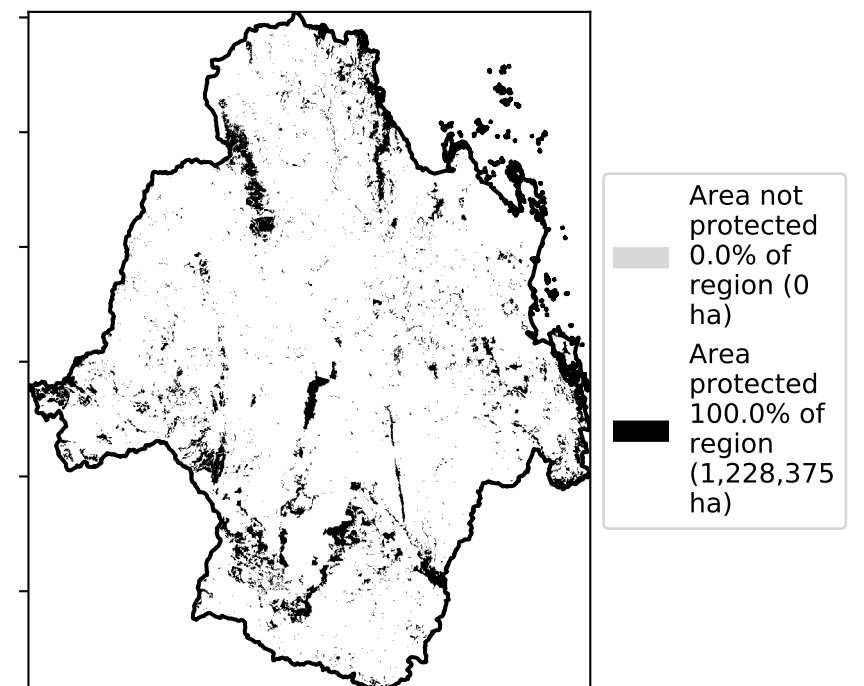 Area not
protected
0.0% of
region (0
ha)
Area
protected
100.0% of
region
(1,228,375
ha)